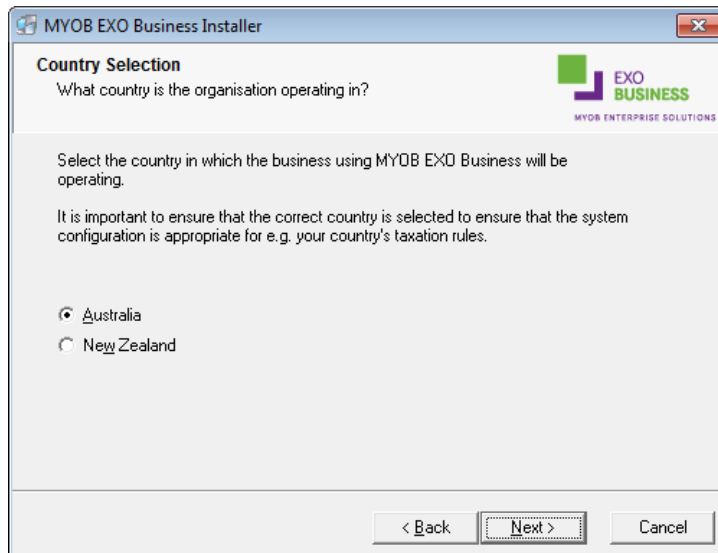 MYOB EXO Business Installer
Country Selection
What country is the organisation operating in?
EXO
BUSINESS
MYOB ENTERPRISE SOLUTIONS
Select the country in which the business using MYOB EXO Business will be
operating.
It is important to ensure that the correct country is selected to ensure that the system
configuration is appropriate for e.g. your country's taxation rules.
Australia
New Zealand
< Back
Next >
Cancel